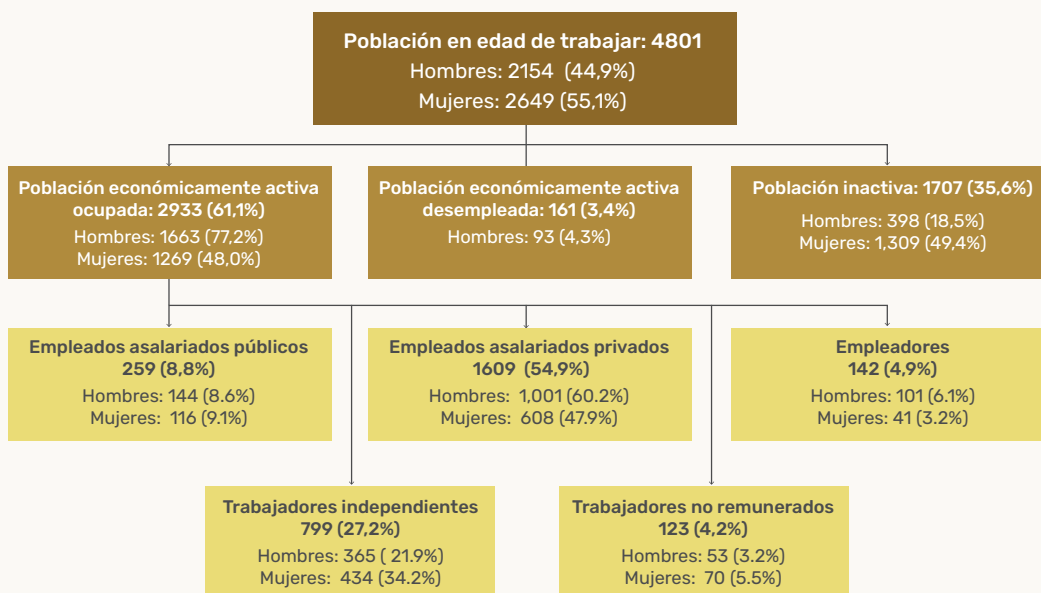 Población en edad de trabajar: 4801
Hombres: 2154 (44,9%)
Mujeres: 2649 (55,1%)
Población económicamente activa
ocupada: 2933 (61,1%)
Hombres: 1663 (77,2%)
Mujeres: 1269 (48,0%)
Población económicamente activa
desempleada: 161 (3,4%)
Hombres: 93 (4,3%)
Población inactiva: 1707 (35,6%)
Hombres: 398 (18,5%)
Mujeres: 1,309 (49,4%)
Empleados asalariados públicos
259 (8,8%)
Hombres: 144 (8.6%)
Mujeres: 116 (9.1%)
Empleados asalariados privados
1609 (54,9%)
Hombres: 1,001 (60.2%)
Mujeres: 608 (47.9%)
Empleadores
142 (4,9%)
Hombres: 101 (6.1%)
Mujeres: 41 (3.2%)
Trabajadores independientes
799 (27,2%)
Hombres: 365 ( 21.9%)
Mujeres: 434 (34.2%)
Trabajadores no remunerados
123 (4,2%)
Hombres: 53 (3.2%)
Mujeres: 70 (5.5%)